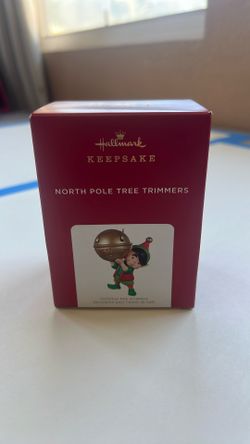 Hallmark
KEEPSAKE
NORTH POLE TREE TRIMMERS